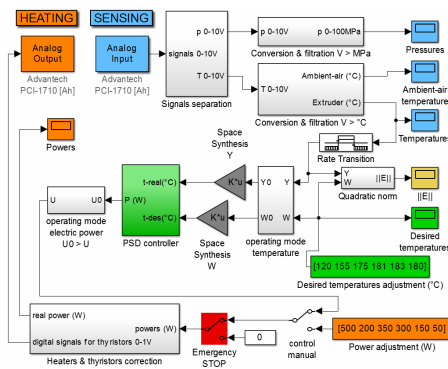 HEATING
SENSING
Analog
Output
Advantech
PCI-1710 [Ah]
Analog
Input
Advantech
PCI-1710 [Ah]
signals 0-10V
p 0-10V
T 0-10V
Signals separation
p 0-10V
p 0-100MPa
Conversion & filtration V > MPa
T 0-10V
Ambient-air (°C)
Extruder (°C)
Conversion & filtration V > °C
Pressures
Ambient-air
temperature
Temperatures
Powers
Rate Transition
Space
Synthesis
Y
K*u
K*u
Space
Synthesis
W
U
U0
operating mode
electric power
U0 > U
P (W)
t-real(°C)
t-des(°C)
PSD controller
Y0
Y
W0
W
operating mode
temperature
Y
W
||E||
Quadratic norm
||E||
Desired
temperatures
[120 155 175 181 183 180]
Desired temperatures adjustment (°C)
real power (W)
powers (W)
digital signals for thyristors 0-1V
Heaters & thyristors correction
Emergency
STOP
0
control
manual
[500 200 350 300 150 50]
Power adjustment (W)